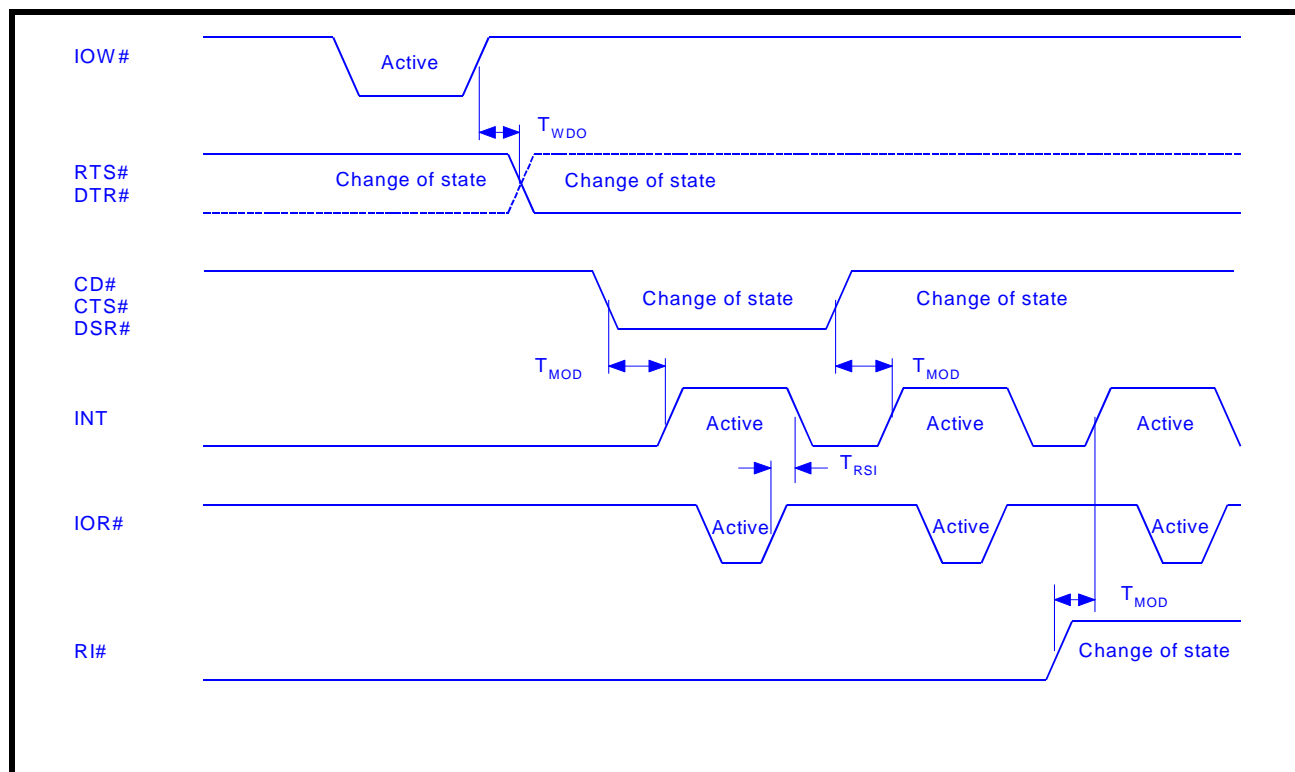 IOW#
Active
TWDO
RTS#
DTR#
Change of state
Change of state
CD#
CTS#
DSR#
Change of state
Change of state
TMOD
TMOD
INT
Active
Active
Active
TRSI
IOR#
Active
Active
Active
TMOD
RI#
Change of state